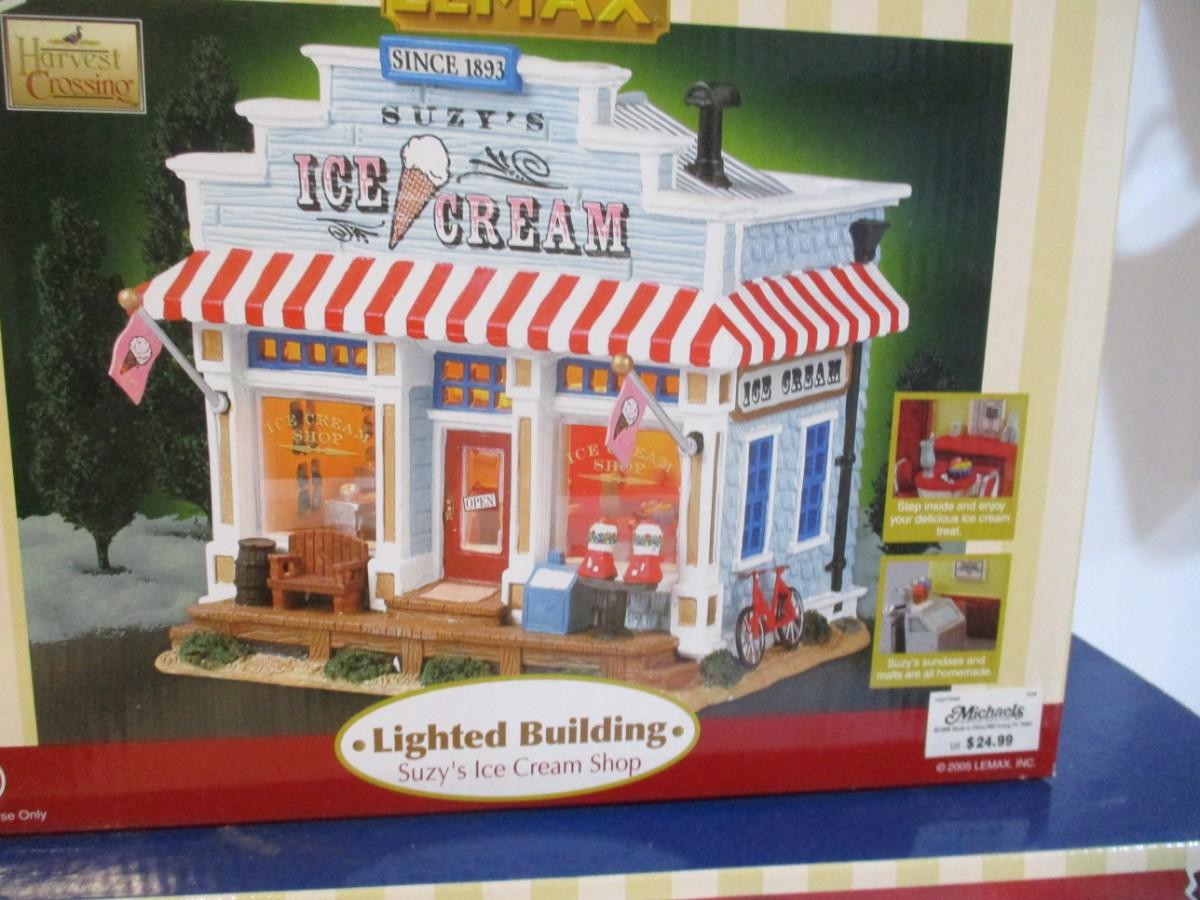 LEMAX
Harvest
Crossing
SINCE 1893
SUZY'S
ICE CREAM
ICE CREAM
ICE CREAM
SHOP
ICE CREAM
SHOP
OPEN
Step inside and enjoy
your delicious ice cream
treat.
Suzy's sundaes and
malts are all homemade.
Michaels
US $24.99
• Lighted Building •
Suzy's Ice Cream Shop
© 2005 LEMAX, INC.
se Only